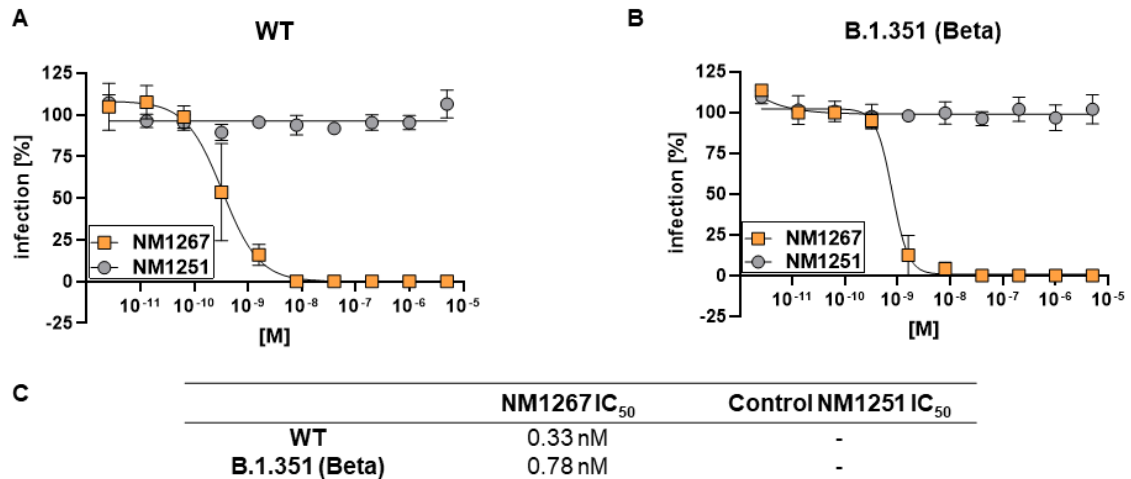 A
WT
125
100
75
50
25
0
-25
infection [%]
NM1267
NM1251
10⁻¹¹ 10⁻¹⁰ 10⁻⁹ 10⁻⁸ 10⁻⁷ 10⁻⁶ 10⁻⁵
[M]
B
B.1.351 (Beta)
125
100
75
50
25
0
-25
infection [%]
NM1267
NM1251
10⁻¹¹ 10⁻¹⁰ 10⁻⁹ 10⁻⁸ 10⁻⁷ 10⁻⁶ 10⁻⁵
[M]
C
NM1267 IC₅₀ Control NM1251 IC₅₀
WT 0.33 nM -
B.1.351 (Beta) 0.78 nM -